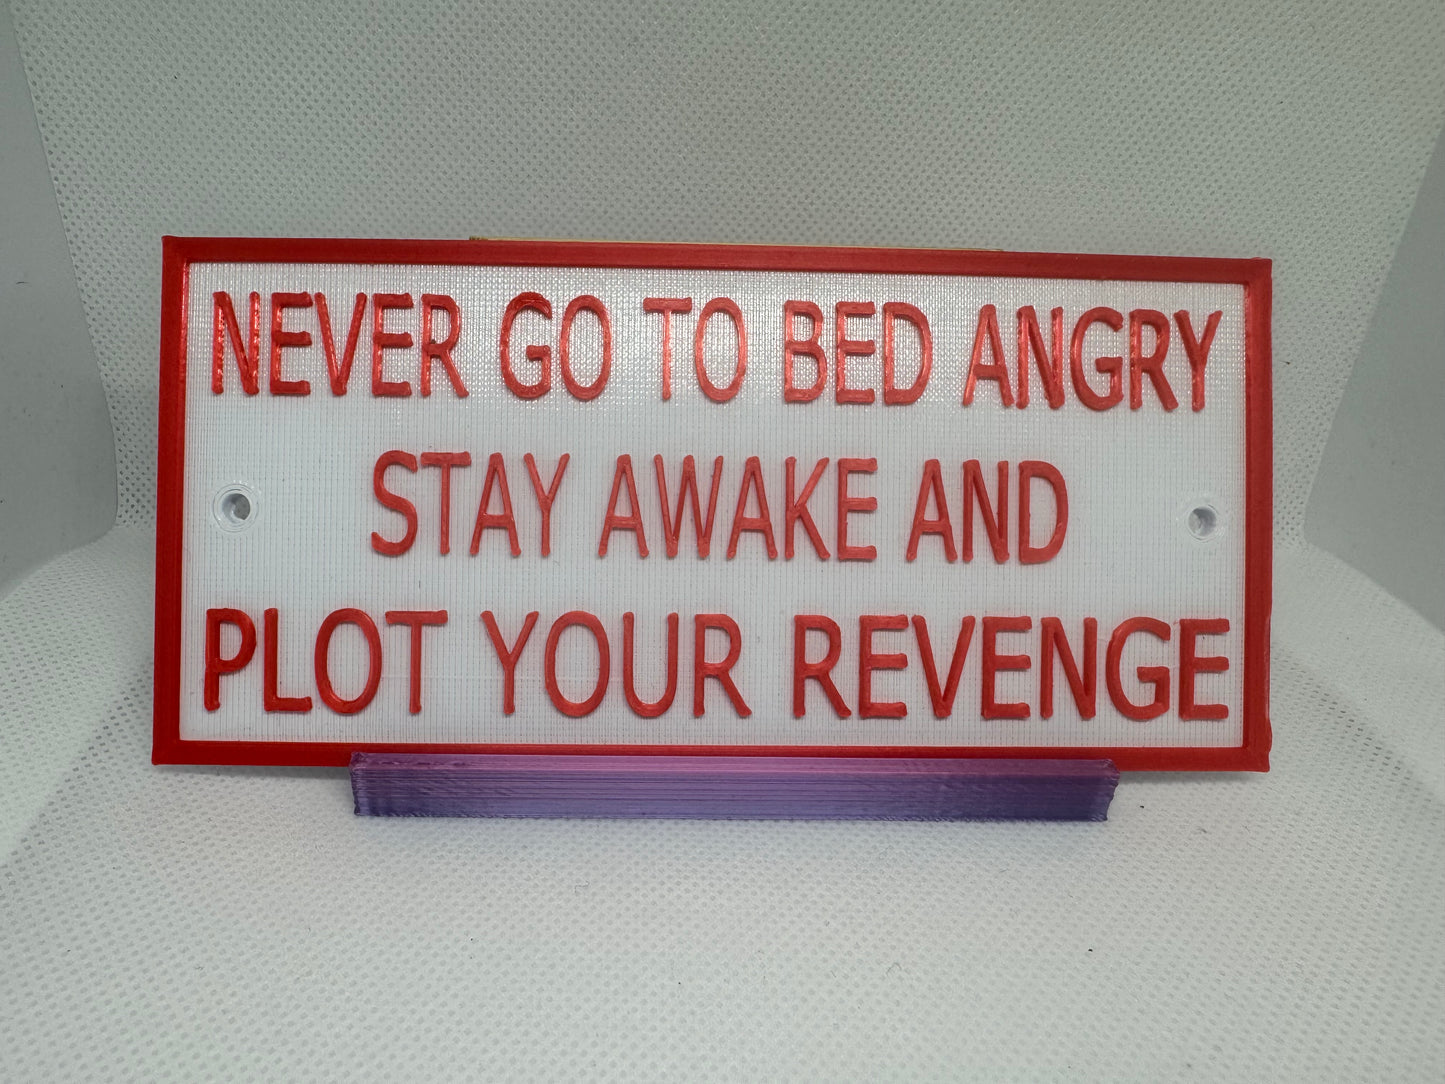 NEVER GO TO BED ANGRY
STAY AWAKE AND
PLOT YOUR REVENGE